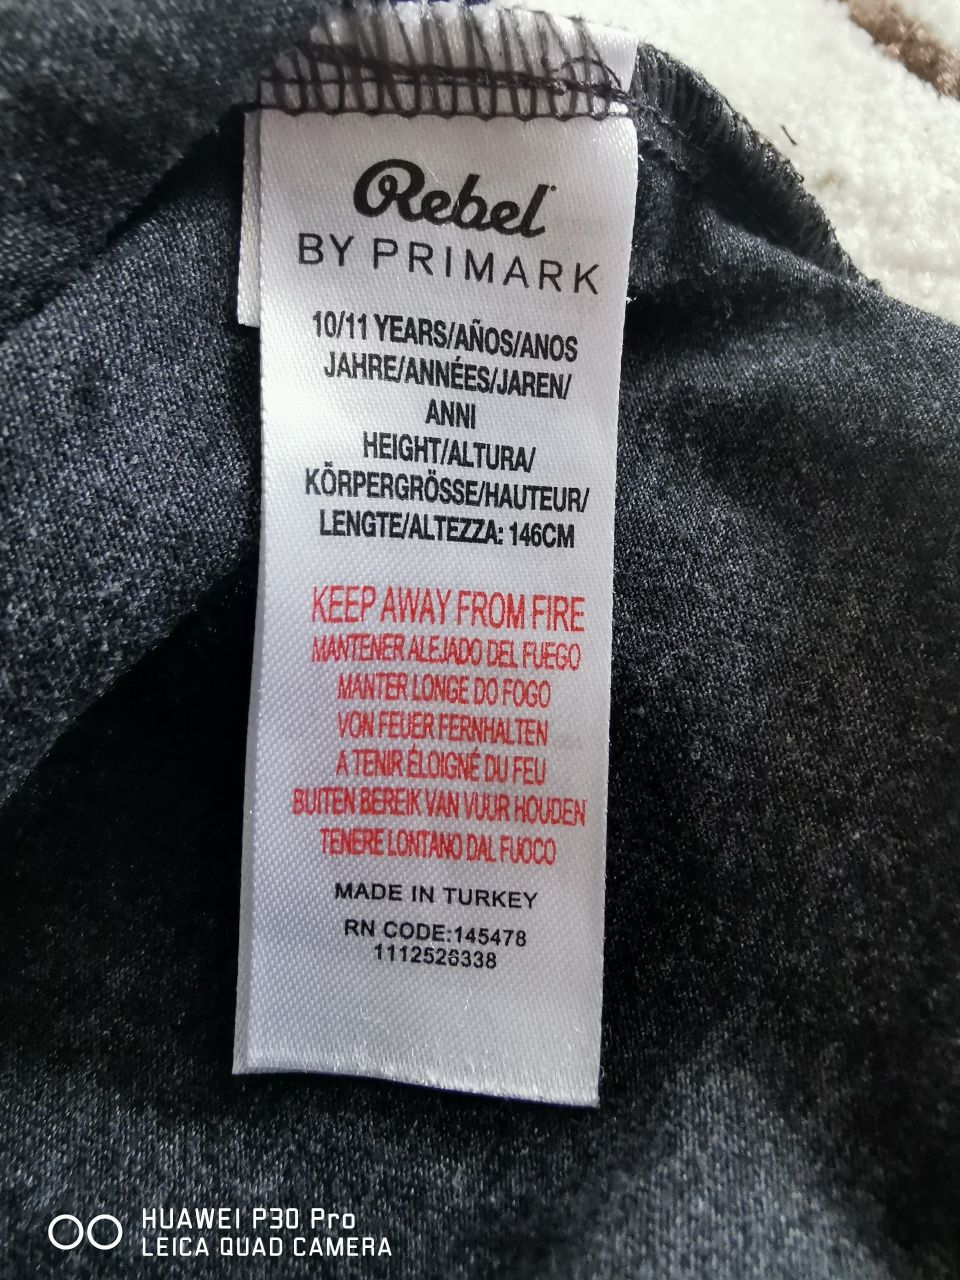 Rebel
BY PRIMARK
10/11 YEARS/AÑOS/ANOS
JAHRE/ANNÉES/JAREN/
ANNI
HEIGHT/ALTURA/
KÖRPERGRÖSSE/HAUTEUR/
LENGTE/ALTEZZA: 146CM
KEEP AWAY FROM FIRE
MANTENER ALEJADO DEL FUEGO
MANTER LONGE DO FOGO
VON FEUER FERNHALTEN
A TENIR ÉLOIGNÉ DU FEU
BUITEN BEREIK VAN VUUR HOUDEN
TENERE LONTANO DAL FUOCO
MADE IN TURKEY
RN CODE:145478
1112526338
HUAWEI P30 Pro
LEICA QUAD CAMERA